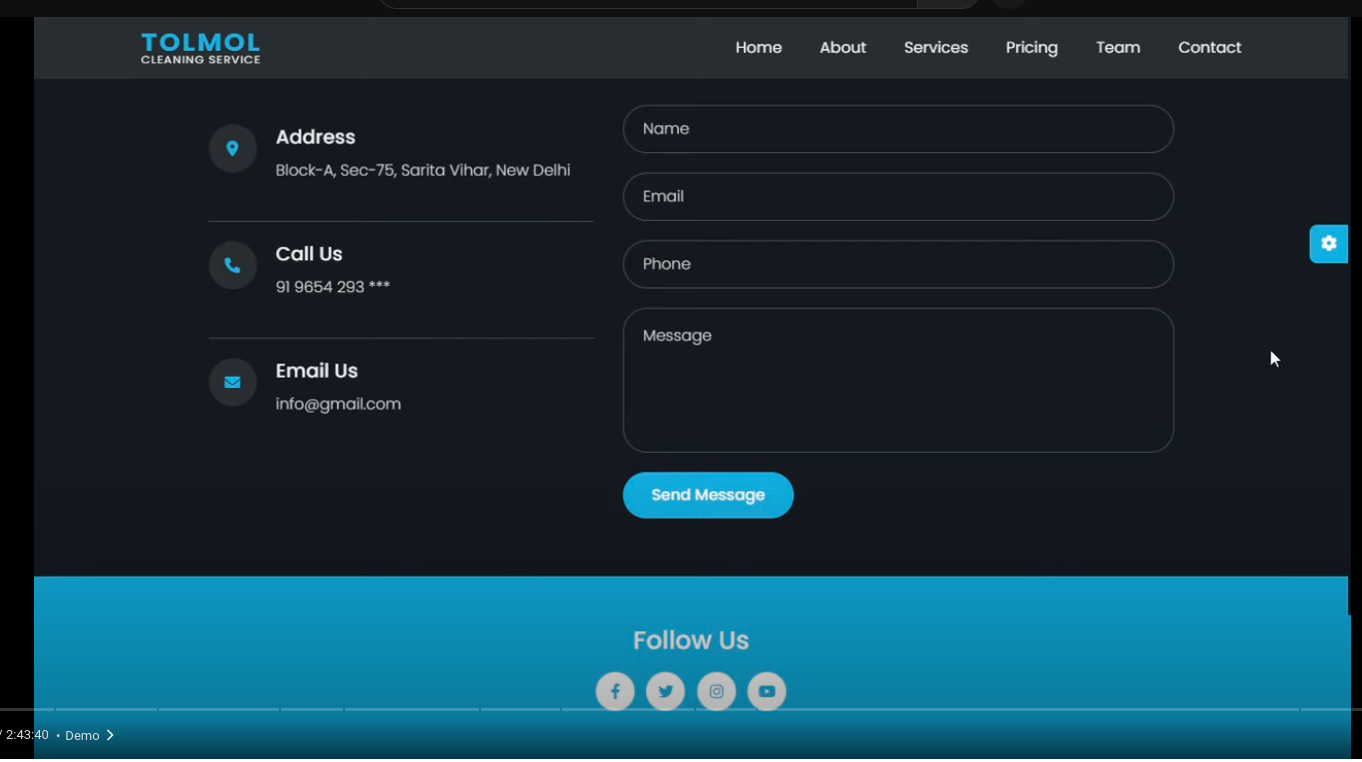 TOLMOL
CLEANING SERVICE
Home About Services Pricing Team Contact
Address
Block-A, Sec-75, Sarita Vihar, New Delhi
Call Us
91 9654 293 ***
Email Us
info@gmail.com
Name
Email
Phone
Message
Send Message
Follow Us
/ 2:43:40 • Demo